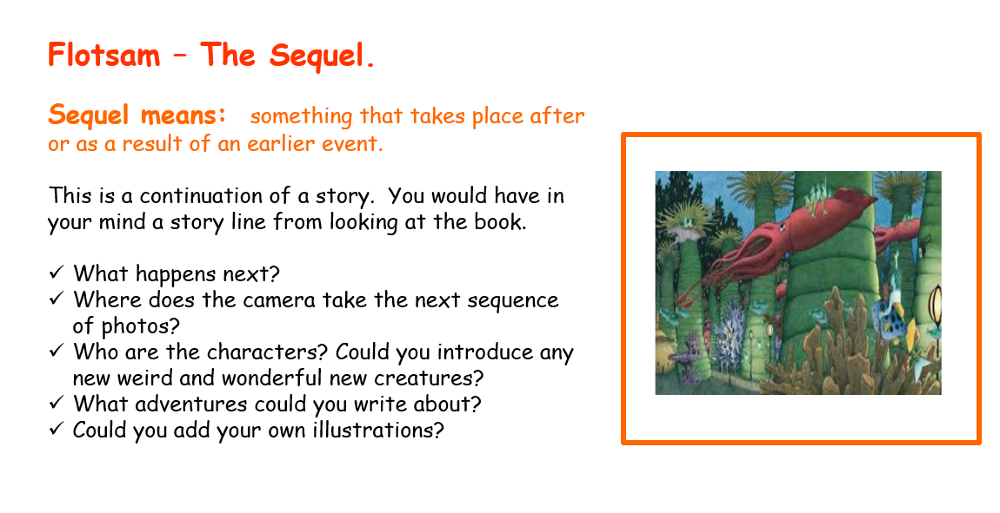 Flotsam – The Sequel.
Sequel means: something that takes place after
or as a result of an earlier event.
This is a continuation of a story. You would have in
your mind a story line from looking at the book.
✓ What happens next?
✓ Where does the camera take the next sequence
of photos?
✓ Who are the characters? Could you introduce any
new weird and wonderful new creatures?
✓ What adventures could you write about?
✓ Could you add your own illustrations?